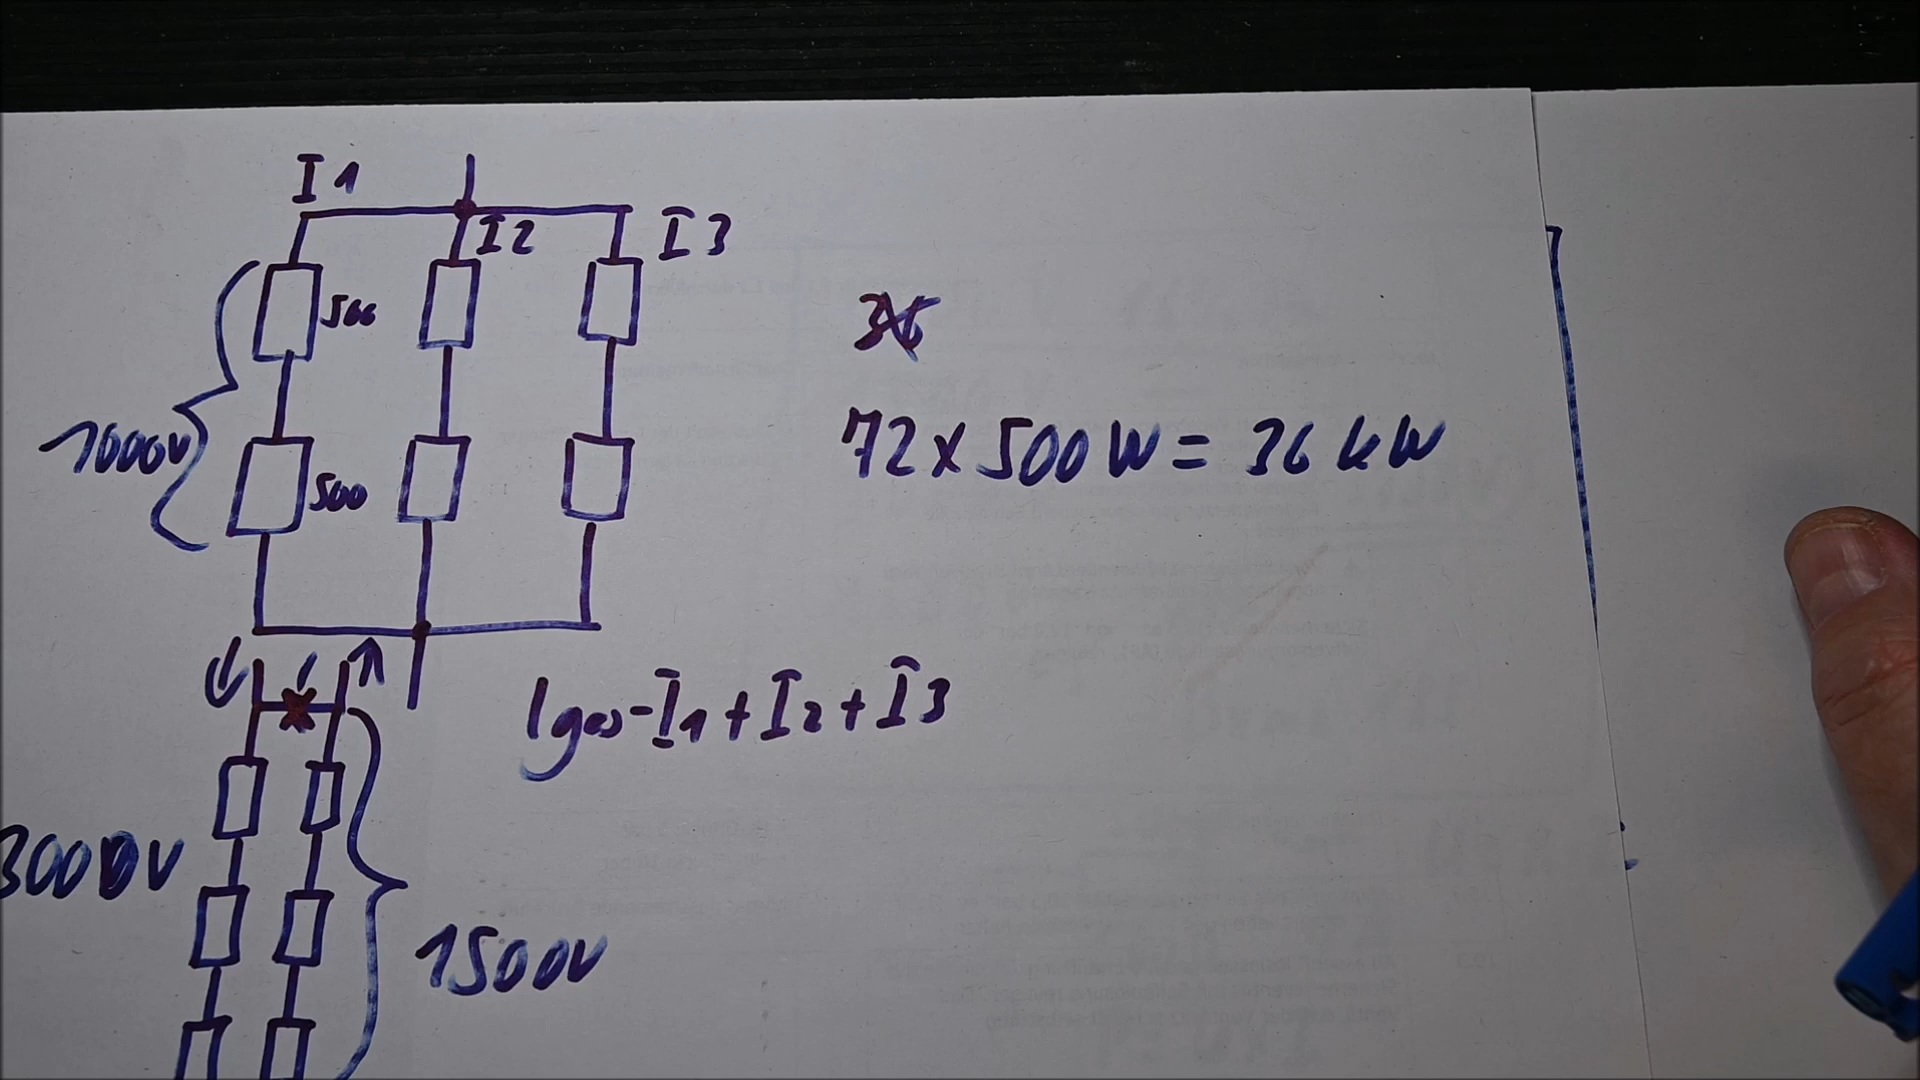 I1
I2
I3
500
1000V
500
36
72 x 500 W = 36 kW
Iges = I1 + I2 + I3
3000V
1500V